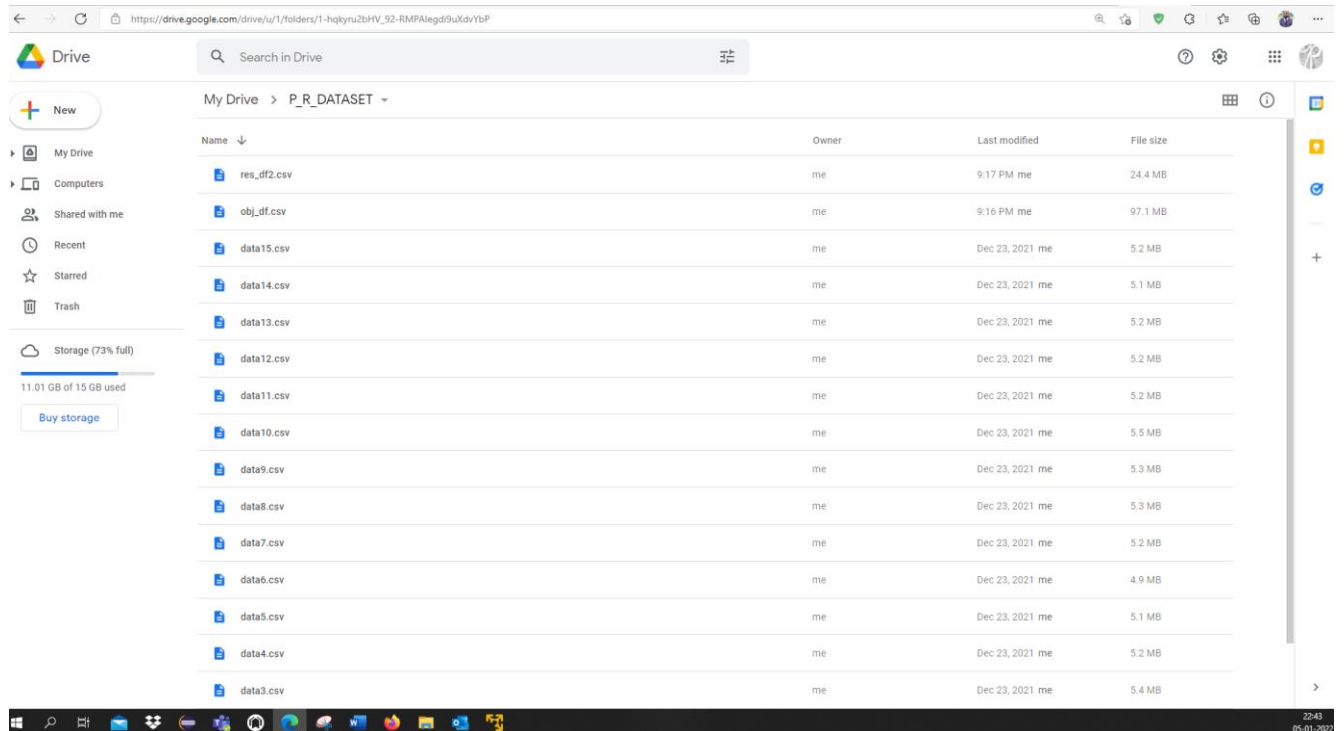 https://drive.google.com/drive/u/1/folders/1-hqkyru2bHV_92-RMPAlegdi9uXdvYbP
Drive
Search in Drive
New
My Drive
Computers
Shared with me
Recent
Starred
Trash
Storage (73% full)
11.01 GB of 15 GB used
Buy storage
My Drive > P_R_DATASET
Name Owner Last modified File size
res_df2.csv me 9:17 PM me 24.4 MB
obj_df.csv me 9:16 PM me 97.1 MB
data15.csv me Dec 23, 2021 me 5.2 MB
data14.csv me Dec 23, 2021 me 5.1 MB
data13.csv me Dec 23, 2021 me 5.2 MB
data12.csv me Dec 23, 2021 me 5.2 MB
data11.csv me Dec 23, 2021 me 5.2 MB
data10.csv me Dec 23, 2021 me 5.5 MB
data9.csv me Dec 23, 2021 me 5.3 MB
data8.csv me Dec 23, 2021 me 5.3 MB
data7.csv me Dec 23, 2021 me 5.2 MB
data6.csv me Dec 23, 2021 me 4.9 MB
data5.csv me Dec 23, 2021 me 5.1 MB
data4.csv me Dec 23, 2021 me 5.2 MB
data3.csv me Dec 23, 2021 me 5.4 MB
22:43
05-01-2022